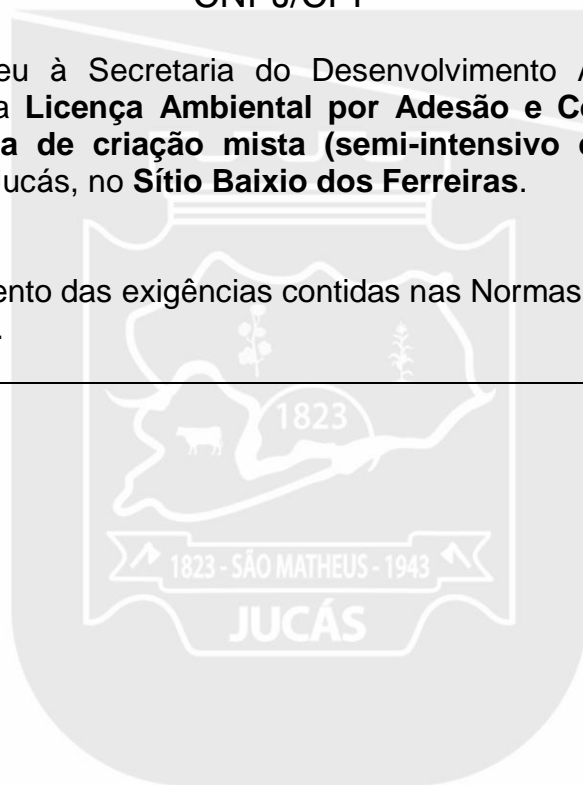 eu à Secretaria do Desenvolvimento A
a Licença Ambiental por Adesão e C
a de criação mista (semi-intensivo
ucás, no Sítio Baixio dos Ferreiras.
ento das exigências contidas nas Normas
.
1823
1823 - SÃO MATHEUS - 1943
JUCÁS